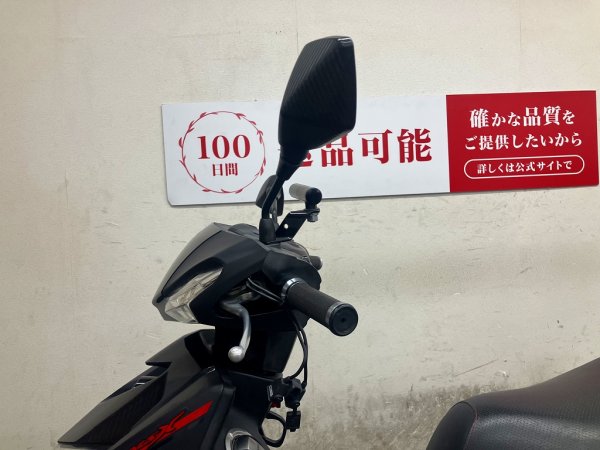 100
日間
品可能
確かな品質を
ご提供したいから
詳しくは公式サイトで